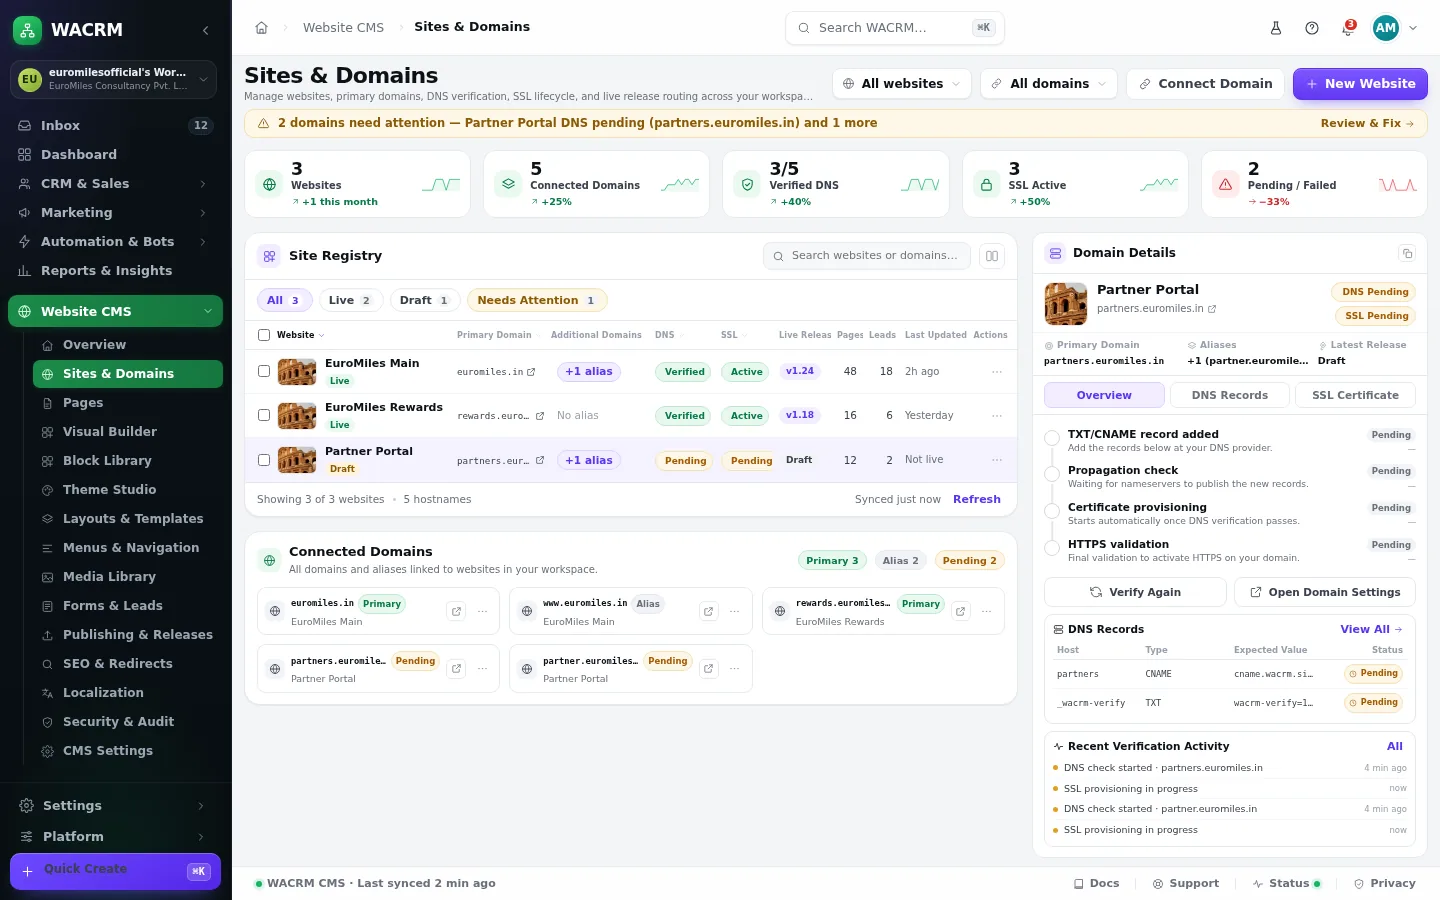 WACRM
EU
euromilesofficial's Wor...
EuroMiles Consultancy Pvt. L...
Inbox 12
Dashboard
CRM & Sales
Marketing
Automation & Bots
Reports & Insights
Website CMS
Overview
Sites & Domains
Pages
Visual Builder
Block Library
Theme Studio
Layouts & Templates
Menus & Navigation
Media Library
Forms & Leads
Publishing & Releases
SEO & Redirects
Localization
Security & Audit
CMS Settings
Settings
Platform
Quick Create ⌘K
Website CMS Sites & Domains
Search WACRM... ⌘K
3
AM
Sites & Domains
Manage websites, primary domains, DNS verification, SSL lifecycle, and live release routing across your workspa...
All websites All domains Connect Domain New Website
2 domains need attention — Partner Portal DNS pending (partners.euromiles.in) and 1 more
Review & Fix →
3
Websites
↗ +1 this month
5
Connected Domains
↗ +25%
3/5
Verified DNS
↗ +40%
3
SSL Active
↗ +50%
2
Pending / Failed
→ −33%
Site Registry
Search websites or domains...
All 3 Live 2 Draft 1 Needs Attention 1
Website Primary Domain Additional Domains DNS SSL Live Releas Pages Leads Last Updated Actions
EuroMiles Main
Live
euromiles.in +1 alias Verified Active v1.24 48 18 2h ago ...
EuroMiles Rewards
Live
rewards.euro… No alias Verified Active v1.18 16 6 Yesterday ...
Partner Portal
Draft
partners.eur… +1 alias Pending Pending Draft 12 2 Not live ...
Showing 3 of 3 websites • 5 hostnames
Synced just now Refresh
Connected Domains
All domains and aliases linked to websites in your workspace.
Primary 3 Alias 2 Pending 2
euromiles.in Primary
EuroMiles Main
www.euromiles.in Alias
EuroMiles Main
rewards.euromiles… Primary
EuroMiles Rewards
partners.euromile… Pending
Partner Portal
partner.euromiles… Pending
Partner Portal
Domain Details
Partner Portal
partners.euromiles.in
DNS Pending
SSL Pending
Primary Domain Aliases Latest Release
partners.euromiles.in +1 (partner.euromile... Draft
Overview DNS Records SSL Certificate
TXT/CNAME record added Pending
Add the records below at your DNS provider. —
Propagation check Pending
Waiting for nameservers to publish the new records. —
Certificate provisioning Pending
Starts automatically once DNS verification passes. —
HTTPS validation Pending
Final validation to activate HTTPS on your domain. —
Verify Again Open Domain Settings
DNS Records View All →
Host Type Expected Value Status
partners CNAME cname.wacrm.si… Pending
_wacrm-verify TXT wacrm-verify=1… Pending
Recent Verification Activity All
DNS check started · partners.euromiles.in 4 min ago
SSL provisioning in progress now
DNS check started · partner.euromiles.in 4 min ago
SSL provisioning in progress now
WACRM CMS · Last synced 2 min ago
Docs Support Status Privacy